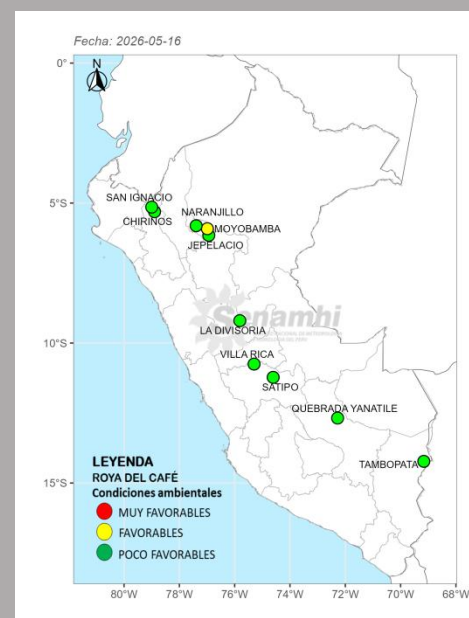 Fecha: 2026-05-16
N
0°
5°S
10°S
15°S
SAN IGNACIO
CHIRINOS
NARANJILLO
MOYOBAMBA
JEPELACIO
Senamhi
LA DIVISORIA
VILLA RICA
SATIPO
QUEBRADA YANATILE
TAMBOPATA
LEYENDA
ROYA DEL CAFÉ
Condiciones ambientales
MUY FAVORABLES
FAVORABLES
POCO FAVORABLES
80°W 78°W 76°W 74°W 72°W 70°W 68°W